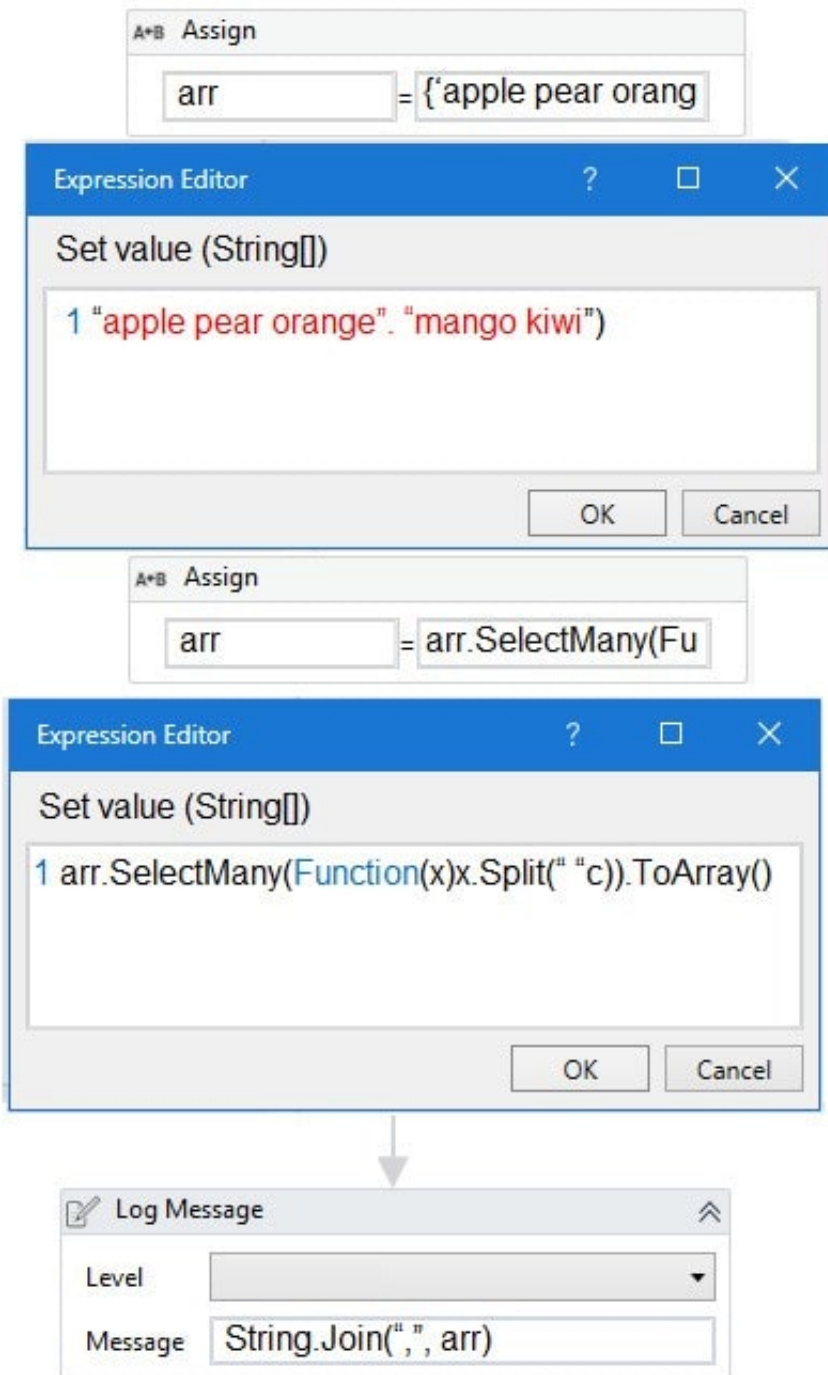 A+B Assign
arr = {‘apple pear orang
Expression Editor ?
Set value (String[])
1 “apple pear orange”. “mango kiwi”)
OK Cancel
A+B Assign
arr = arr.SelectMany(Fu
Expression Editor ?
Set value (String[])
1 arr.SelectMany(Function(x)x.Split(“ “c)).ToArray()
OK Cancel
Log Message
Level
Message String.Join(“,”, arr)